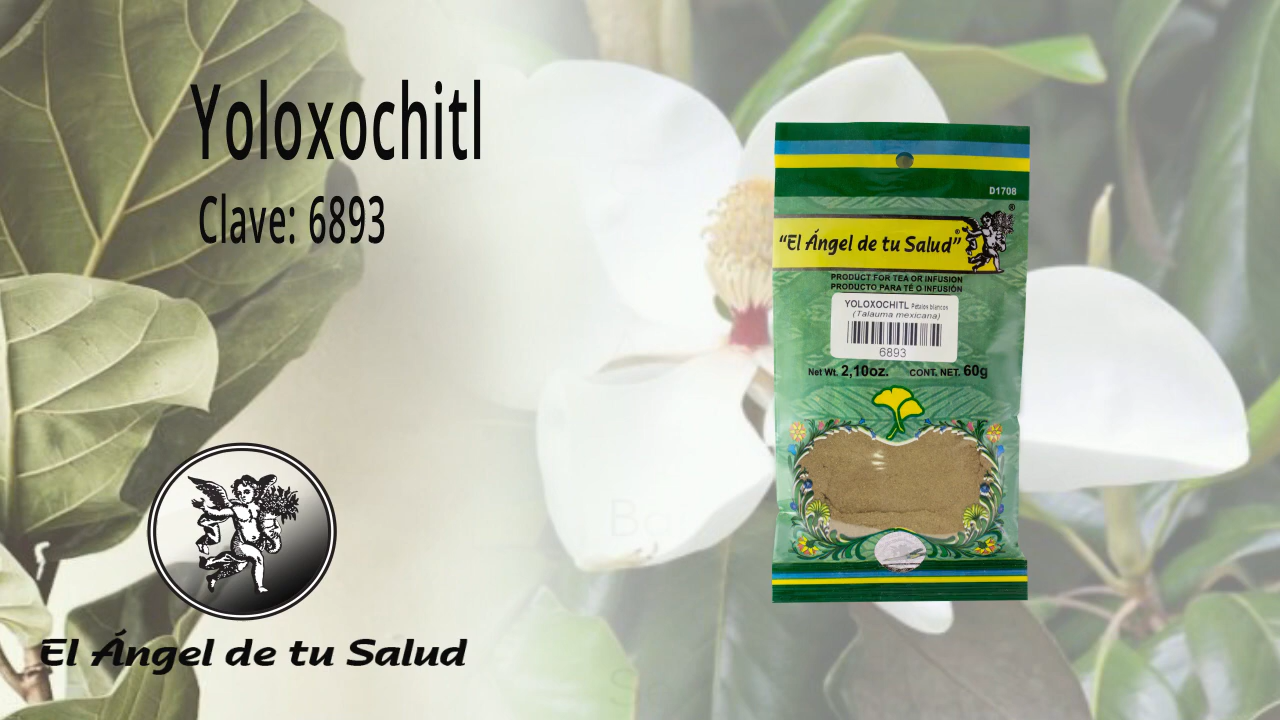 Yoloxochitl
Clave: 6893
El Ángel de tu Salud
D1708
®
"El Ángel de tu Salud"®
PRODUCT FOR TEA OR INFUSION
PRODUCTO PARA TÉ O INFUSIÓN
YOLOXOCHITL Petalos blancos
(Talauma mexicana)
6893
Net Wt. 2,10oz. CONT. NET. 60g